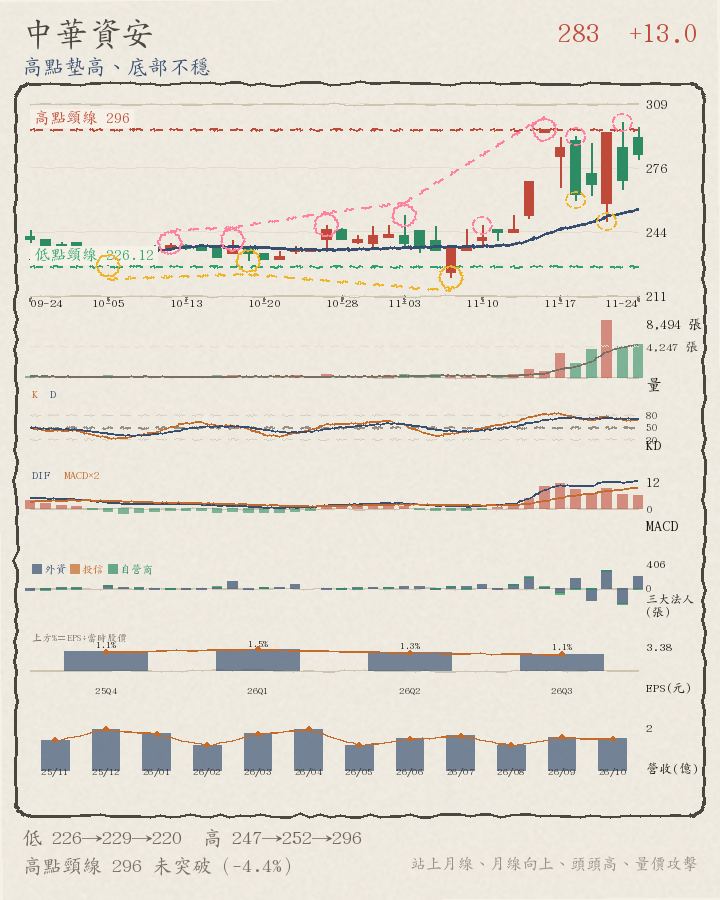 中華資安 283 +13.0
高點墊高、底部不穩
309
高點頸線 296
276
244
低點頸線 226.12
211
09-24 10-05 10-13 10-20 10-28 11-03 11-10 11-17 11-24
8,494 張
4,247 張
量
K D
80
50
20
KD
DIF MACD×2
12
0
MACD
外資 投信 自營商
406
0
三大法人
(張)
上方%=EPS÷當時股價
1.1% 1.5% 1.3% 1.1%
3.38
25Q4 26Q1 26Q2 26Q3
EPS(元)
2
25/11 25/12 26/01 26/02 26/03 26/04 26/05 26/06 26/07 26/08 26/09 26/10
營收(億)
低 226→229→220 高 247→252→296
高點頸線 296 未突破 (-4.4%)
站上月線、月線向上、頭頭高、量價攻擊